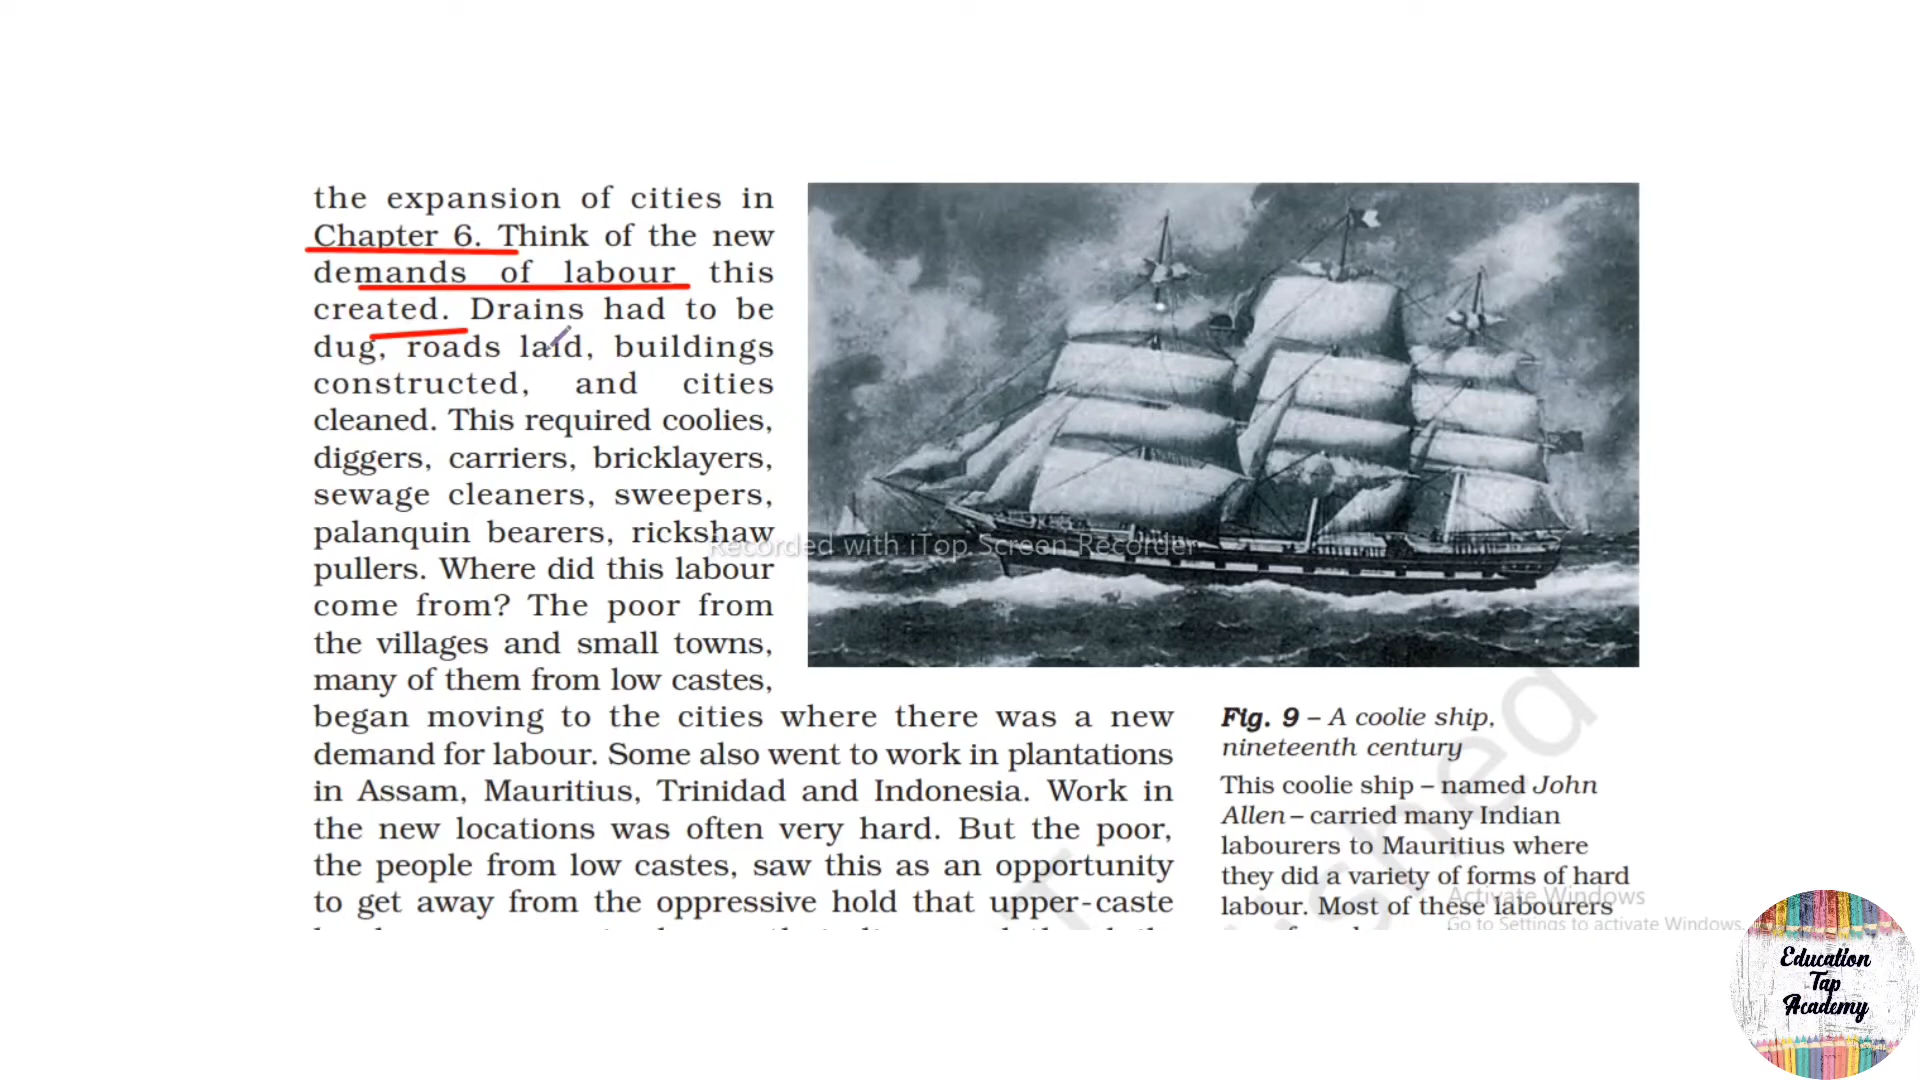 the expansion of cities in
Chapter 6. Think of the new
demands of labour this
created. Drains had to be
dug, roads laid, buildings
constructed, and cities
cleaned. This required coolies,
diggers, carriers, bricklayers,
sewage cleaners, sweepers,
palanquin bearers, rickshaw
pullers. Where did this labour
come from? The poor from
the villages and small towns,
many of them from low castes,
began moving to the cities where there was a new
demand for labour. Some also went to work in plantations
in Assam, Mauritius, Trinidad and Indonesia. Work in
the new locations was often very hard. But the poor,
the people from low castes, saw this as an opportunity
to get away from the oppressive hold that upper-caste
Recorded with iTop Screen Recorder
Fig. 9 – A coolie ship,
nineteenth century
This coolie ship – named John
Allen – carried many Indian
labourers to Mauritius where
they did a variety of forms of hard
labour. Most of these labourers
Activate Windows
Go to Settings to activate Windows.
Education
Tap
Academy